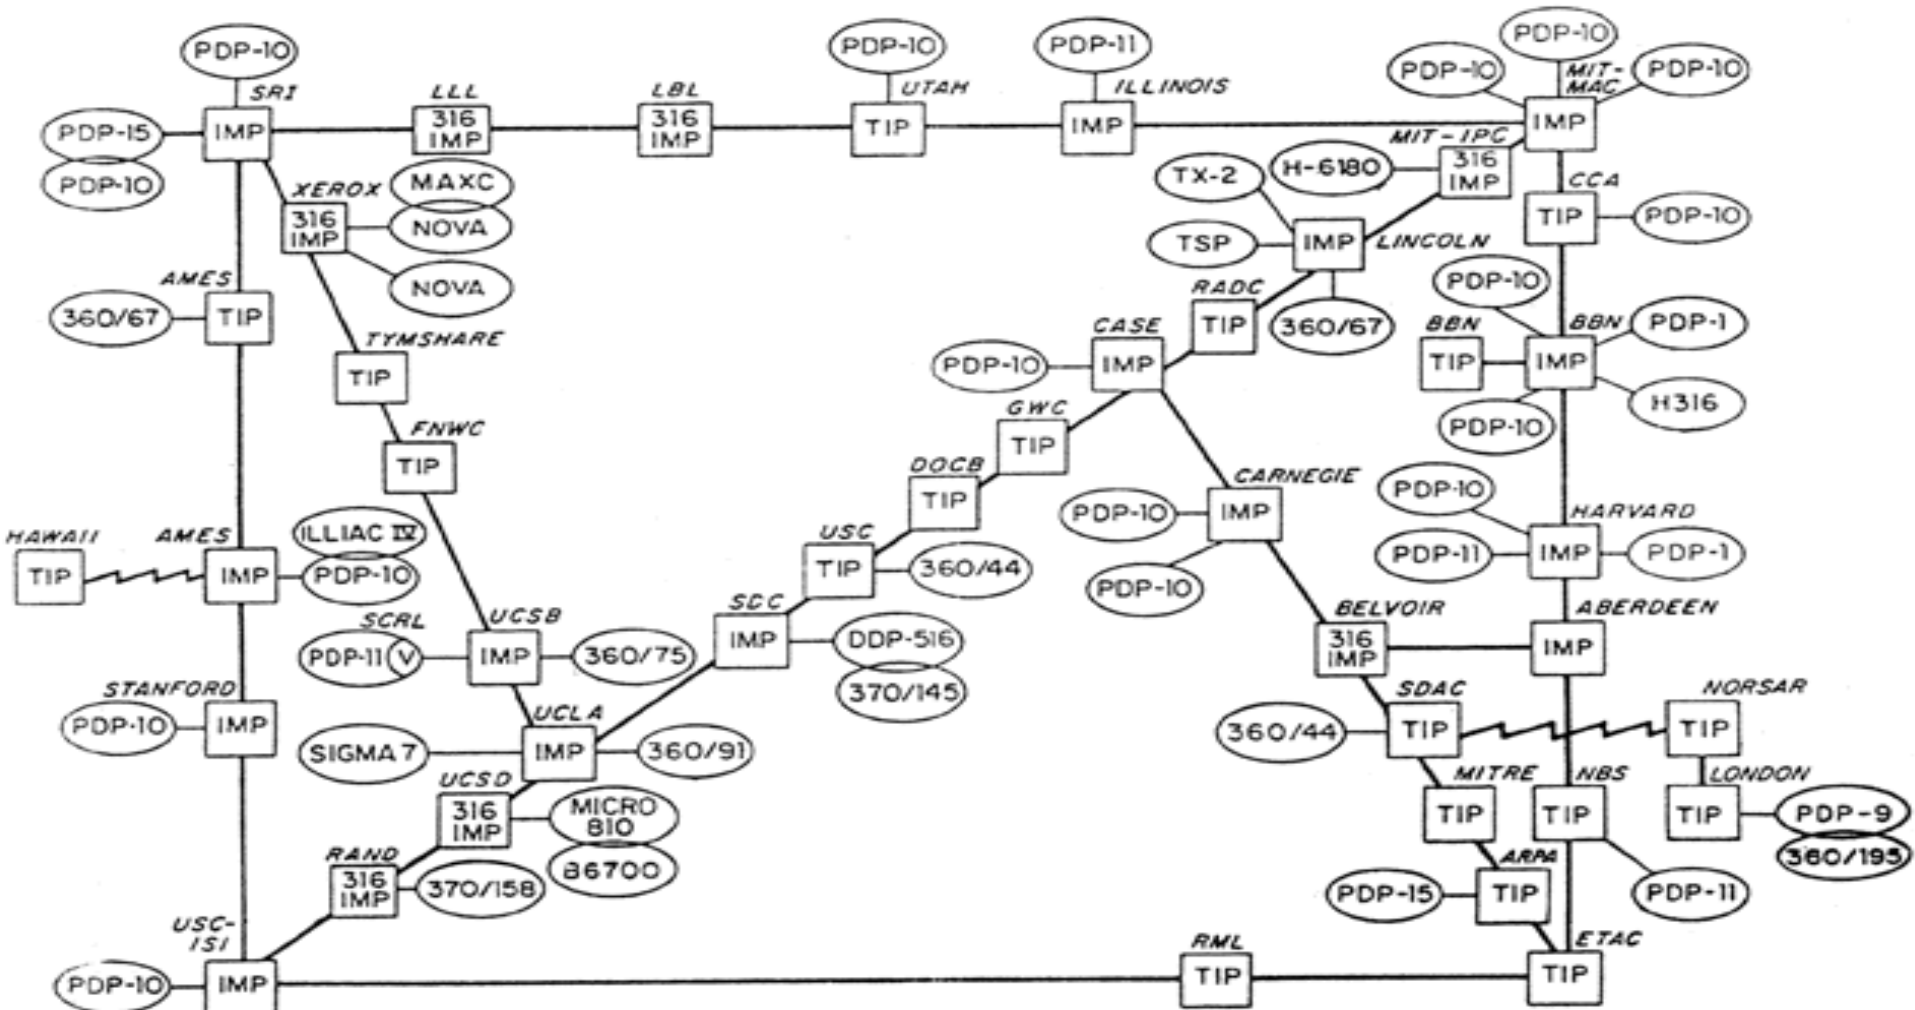 PDP-10
PDP-10
PDP-11
PDP-10
PDP-10
MIT-
MAC
PDP-10
SRI
LLL
LBL
UTAH
ILLINOIS
PDP-15
IMP
316
IMP
316
IMP
TIP
IMP
IMP
PDP-10
MIT-IPC
XEROX
MAXC
TX-2
H-6180
316
IMP
CCA
316
IMP
NOVA
TIP
PDP-10
TSP
IMP
LINCOLN
NOVA
AMES
RADC
PDP-10
360/67
TIP
TIP
360/67
BBN
BBN
PDP-1
TYMSHARE
CASE
TIP
PDP-10
IMP
TIP
IMP
H316
FNWC
GWC
PDP-10
TIP
TIP
DOCB
CARNEGIE
PDP-10
TIP
PDP-10
IMP
HARVARD
HAWAII
AMES
ILLIAC IV
USC
PDP-11
IMP
PDP-1
TIP
IMP
PDP-10
TIP
360/44
PDP-10
SCRL
UCSB
SDC
BELVOIR
ABERDEEN
PDP-11
V
IMP
360/75
IMP
DDP-516
316
IMP
IMP
370/145
STANFORD
UCLA
SDAC
NORSAR
PDP-10
IMP
SIGMA 7
IMP
360/91
360/44
TIP
TIP
UCSD
MITRE
NBS
LONDON
316
IMP
MICRO
810
TIP
TIP
TIP
PDP-9
RAND
B6700
ARPA
360/195
316
IMP
370/158
PDP-15
TIP
PDP-11
USC-
ISI
RML
ETAC
PDP-10
IMP
TIP
TIP